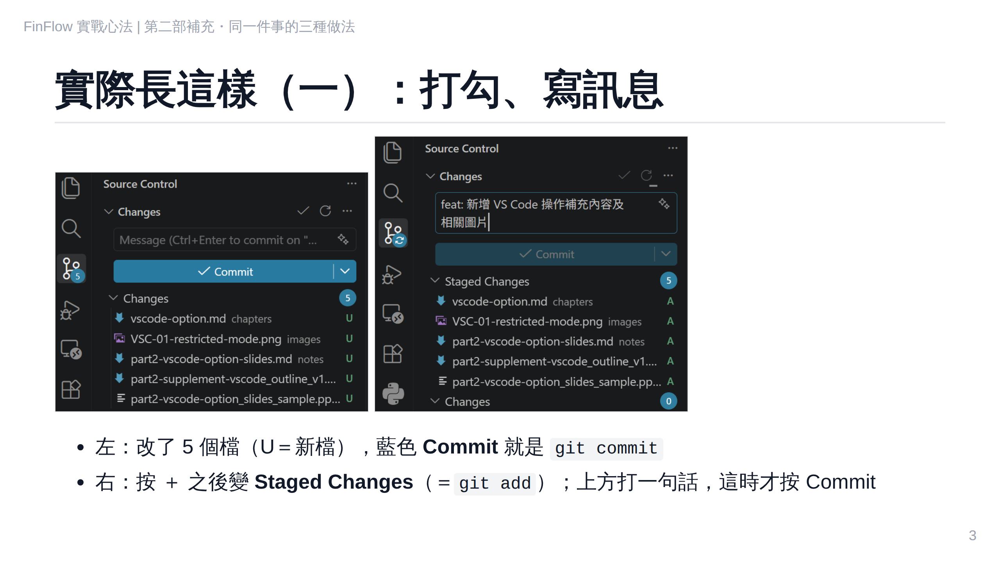 FinFlow 實戰心法 | 第二部補充・同一件事的三種做法
實際長這樣（一）：打勾、寫訊息
Source Control
Changes
Message (Ctrl+Enter to commit on "...
Commit
5
Changes 5
vscode-option.md chapters U
VSC-01-restricted-mode.png images U
part2-vscode-option-slides.md notes U
part2-supplement-vscode_outline_v1.... U
part2-vscode-option_slides_sample.pp... U
Source Control
Changes
feat: 新增 VS Code 操作補充內容及
相關圖片
Commit
Staged Changes 5
vscode-option.md chapters A
VSC-01-restricted-mode.png images A
part2-vscode-option-slides.md notes A
part2-supplement-vscode_outline_v1.... A
part2-vscode-option_slides_sample.pp... A
Changes 0
• 左：改了 5 個檔（U＝新檔），藍色 Commit 就是 git commit
• 右：按 ＋ 之後變 Staged Changes（＝git add）；上方打一句話，這時才按 Commit
3